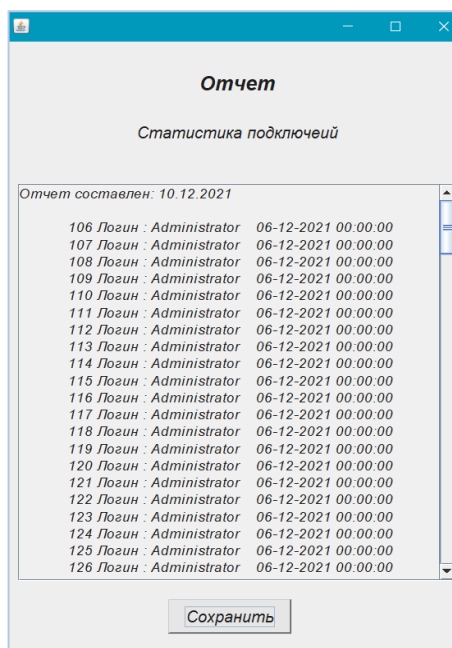 Отчет
Статистика подключеий
Отчет составлен: 10.12.2021
106 Логин : Administrator 06-12-2021 00:00:00
107 Логин : Administrator 06-12-2021 00:00:00
108 Логин : Administrator 06-12-2021 00:00:00
109 Логин : Administrator 06-12-2021 00:00:00
110 Логин : Administrator 06-12-2021 00:00:00
111 Логин : Administrator 06-12-2021 00:00:00
112 Логин : Administrator 06-12-2021 00:00:00
113 Логин : Administrator 06-12-2021 00:00:00
114 Логин : Administrator 06-12-2021 00:00:00
115 Логин : Administrator 06-12-2021 00:00:00
116 Логин : Administrator 06-12-2021 00:00:00
117 Логин : Administrator 06-12-2021 00:00:00
118 Логин : Administrator 06-12-2021 00:00:00
119 Логин : Administrator 06-12-2021 00:00:00
120 Логин : Administrator 06-12-2021 00:00:00
121 Логин : Administrator 06-12-2021 00:00:00
122 Логин : Administrator 06-12-2021 00:00:00
123 Логин : Administrator 06-12-2021 00:00:00
124 Логин : Administrator 06-12-2021 00:00:00
125 Логин : Administrator 06-12-2021 00:00:00
126 Логин : Administrator 06-12-2021 00:00:00
Сохранить